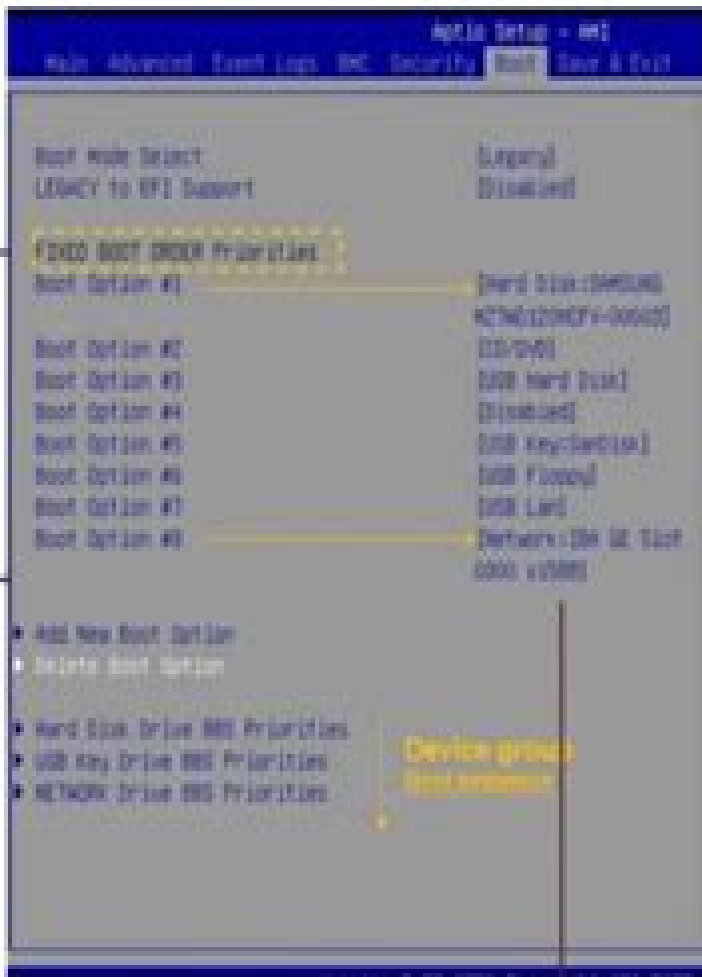 Aptio Setup - AMI
Main Advanced Event Logs BMC Security Boot Save & Exit
Boot Mode Select [Legacy]
LEGACY to EFI Support [Disabled]
FIXED BOOT ORDER Priorities
Boot Option #1 [Hard Disk:SAMSUNG
Boot Option #2 [CD/DVD]
Boot Option #3 [USB Hard Disk]
Boot Option #4 [Disabled]
Boot Option #5 [USB Key:SanDisk]
Boot Option #6 [USB Floppy]
Boot Option #7 [USB Lan]
Boot Option #8 [Network:IBA GE Slot
Add New Boot Option
Delete Boot Option
Hard Disk Drive BBS Priorities
USB Key Drive BBS Priorities
NETWORK Drive BBS Priorities
Device group